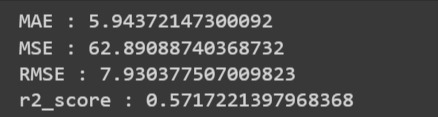 MAE : 5.94372147300092
MSE : 62.89088740368732
RMSE : 7.930377507009823
r2_score : 0.5717221397968368